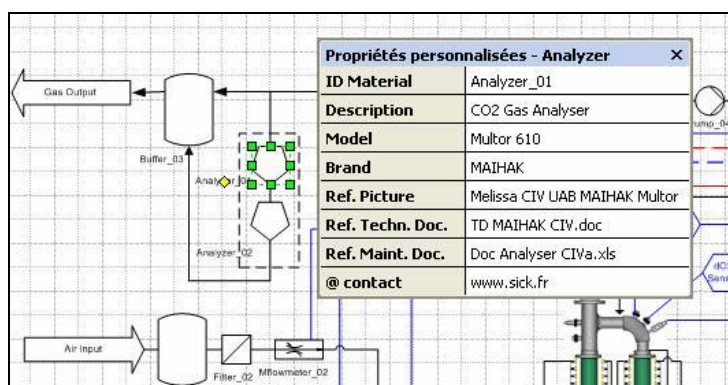 Propriétés personnalisées - Analyzer X
ID Material Analyzer_01
Description CO2 Gas Analyser
Model Multor 610
Brand MAIHAK
Ref. Picture Melissa CIV UAB MAIHAK Multor
Ref. Techn. Doc. TD MAIHAK CIV.doc
Ref. Maint. Doc. Doc Analyser CIVa.xls
@ contact www.sick.fr
Gas Output
Buffer_03
Analyzer_02
Air Input
Filter_02
Mflowmeter_02